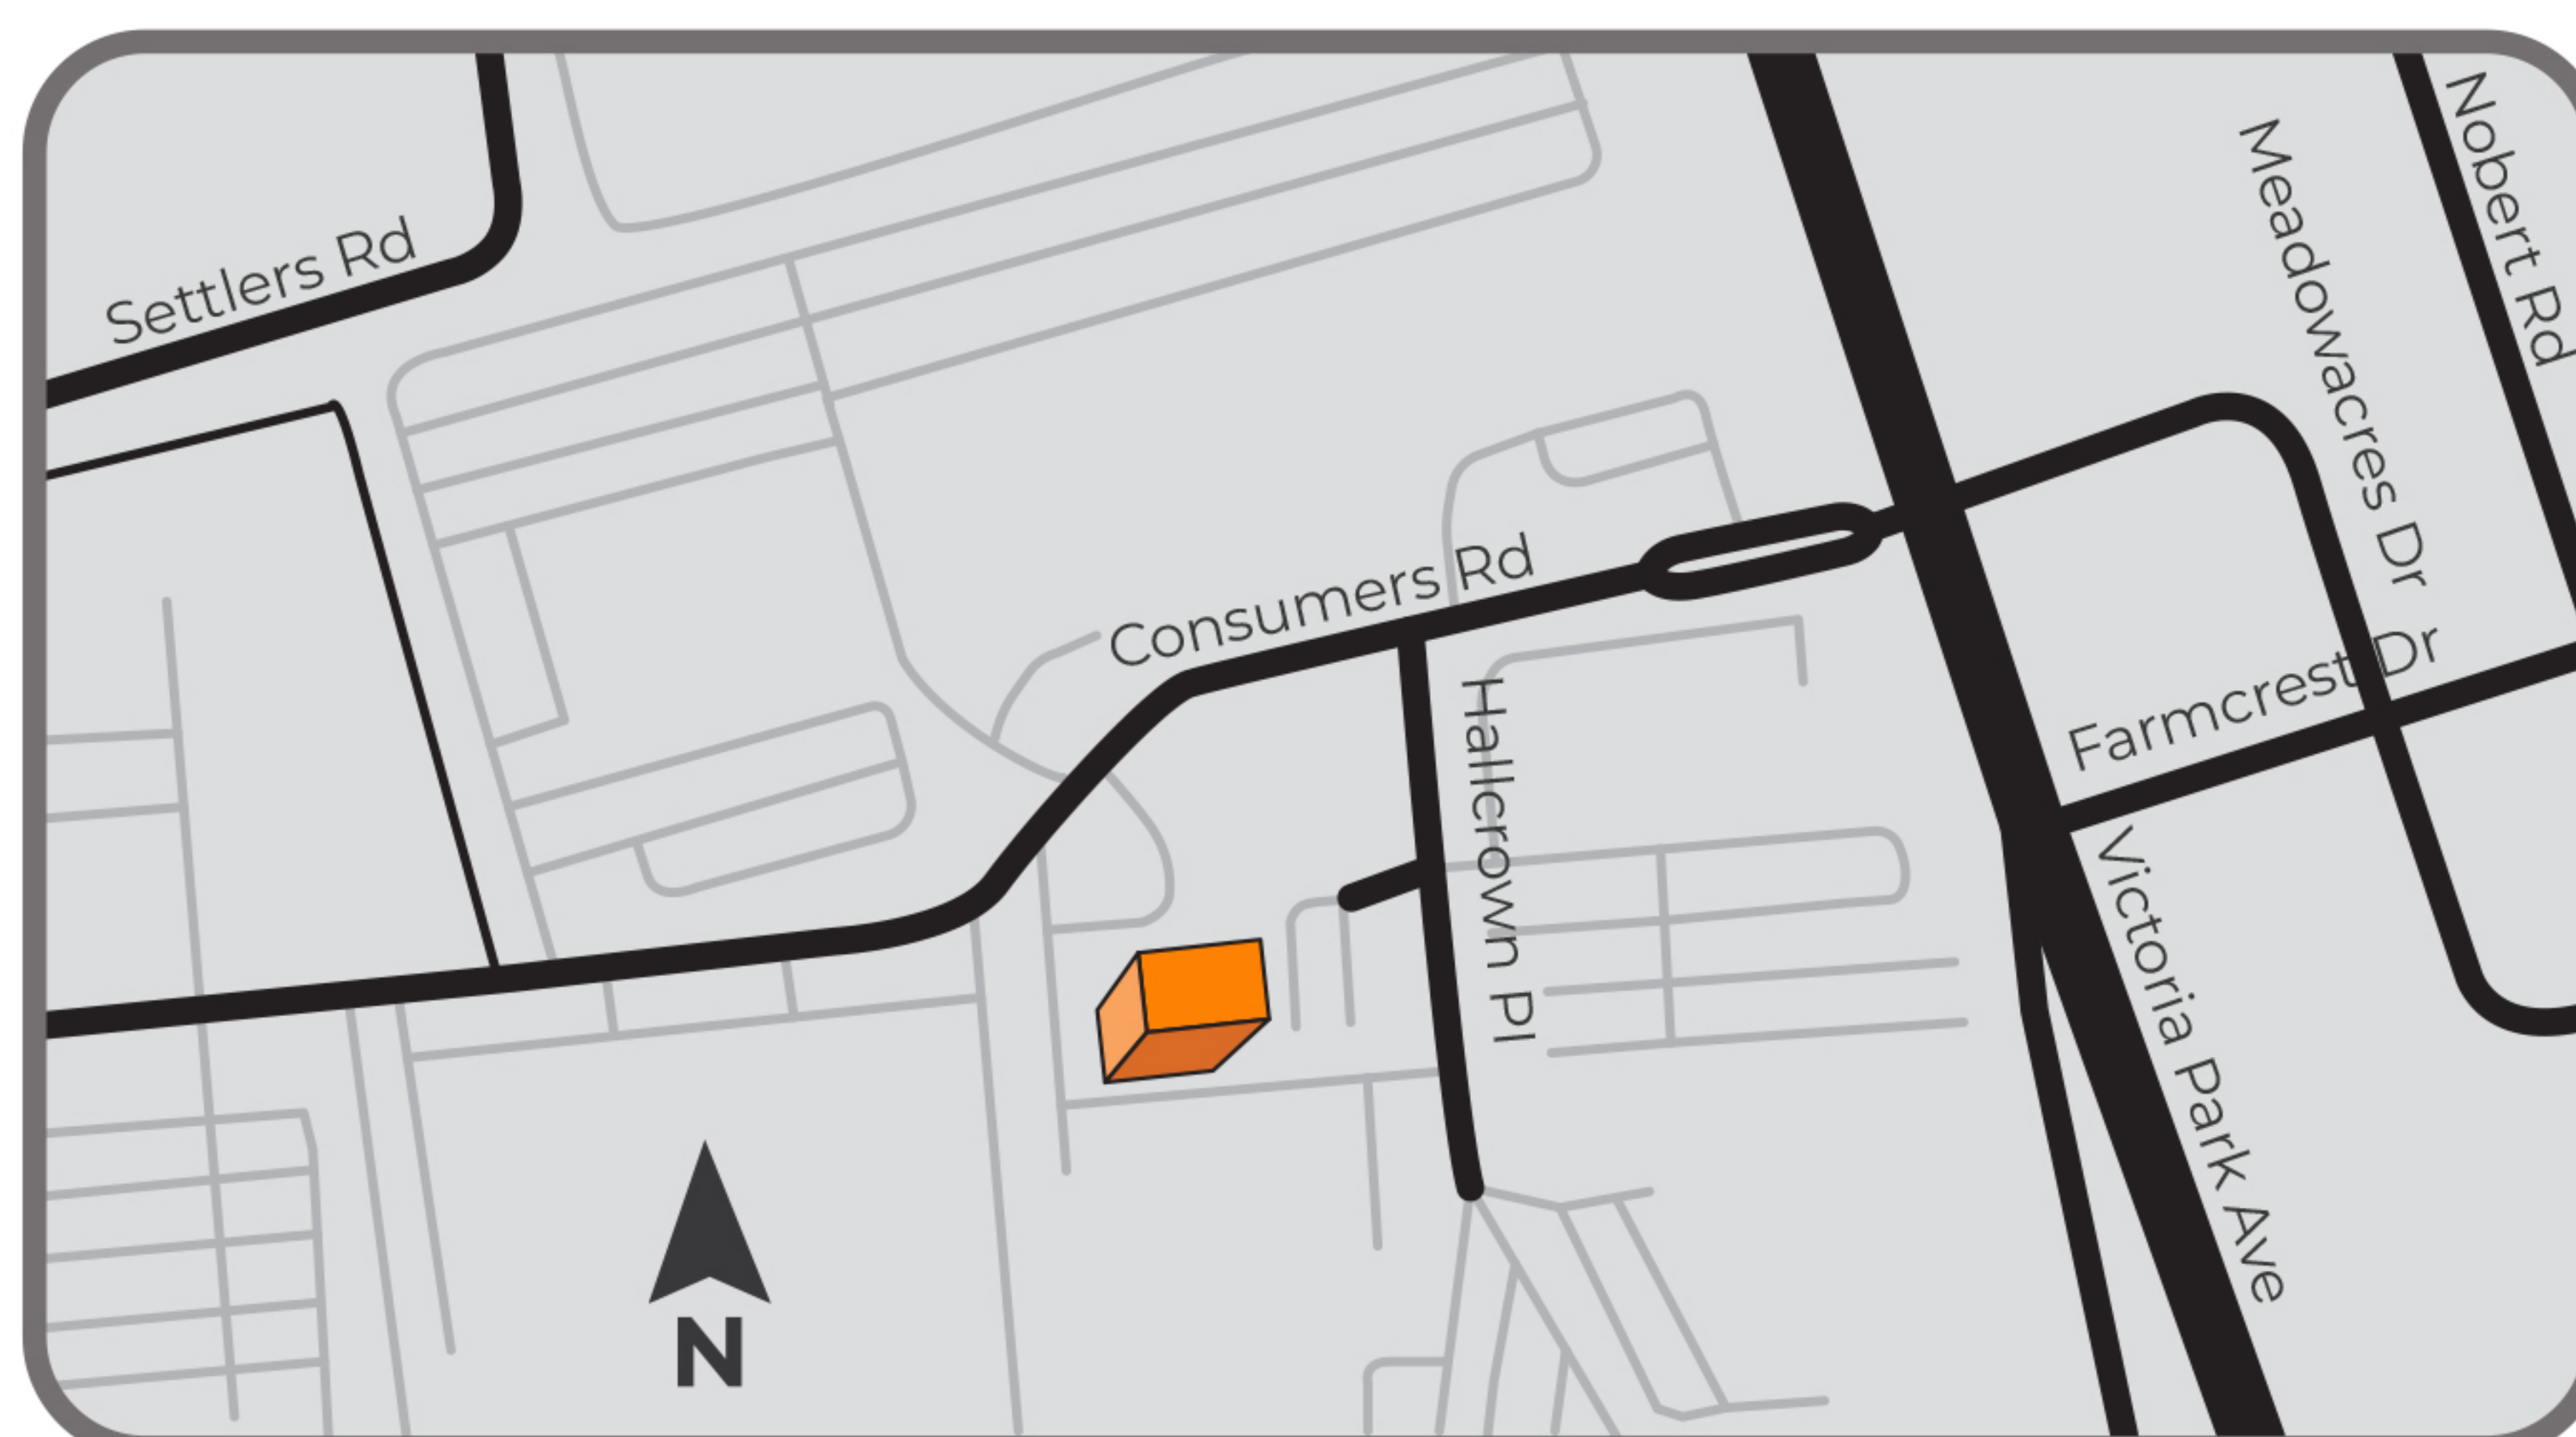 Nobert Rd
Meadowacres Dr
Settlers Rd
Consumers Rd
Farmcrest Dr
Hallcrown Pl
Victoria Park Ave
N